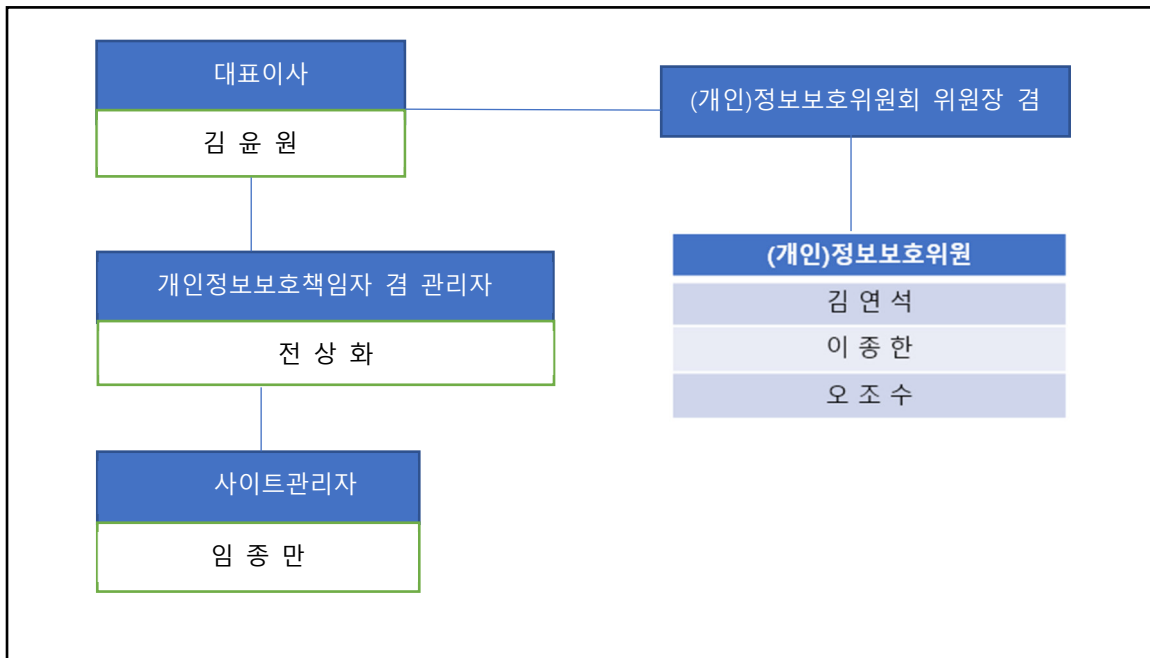 대표이사
김 윤 원
(개인)정보보호위원회 위원장 겸
개인정보보호책임자 겸 관리자
전 상 화
(개인)정보보호위원
김 연 석
이 종 한
오 조 수
사이트관리자
임 종 만